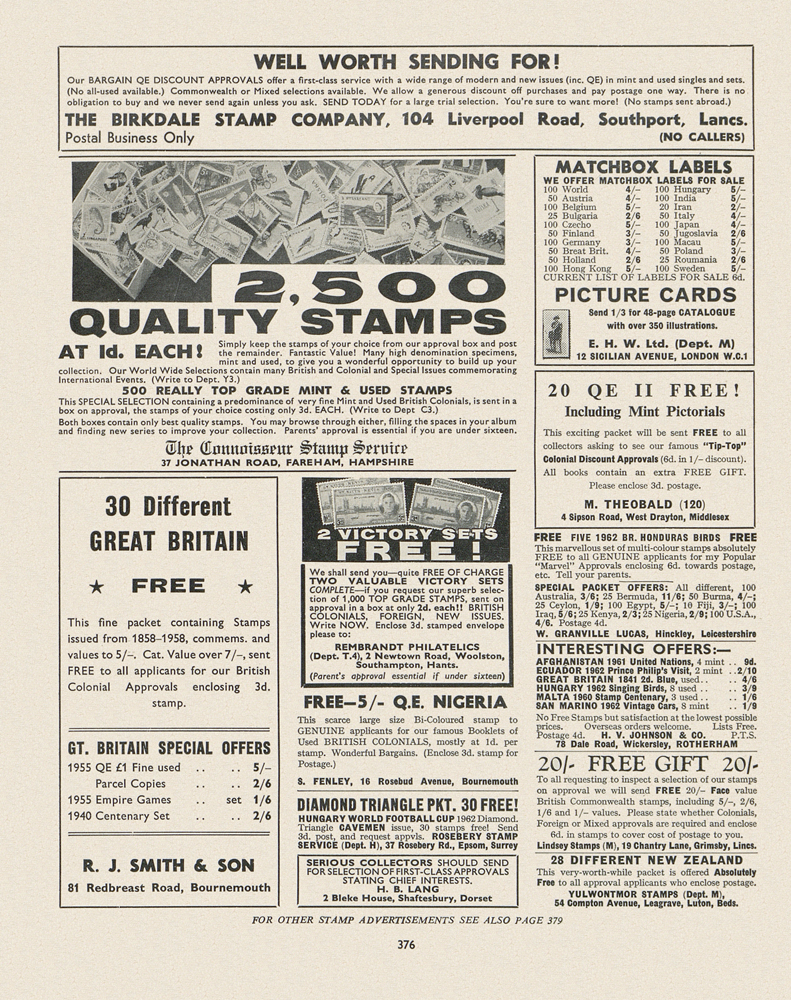 WELL WORTH SENDING FOR!
Our BARGAIN QE DISCOUNT APPROVALS offer a first-class service with a wide range of modern and new issues (inc. QE) in mint and used singles and sets.
(No all-used available.) Commonwealth or Mixed selections available. We allow a generous discount off purchases and pay postage one way. There is no
obligation to buy and we never send again unless you ask. SEND TODAY for a large trial selection. You're sure to want more! (No stamps sent abroad.)
THE BIRKDALE STAMP COMPANY, 104 Liverpool Road, Southport, Lancs.
Postal Business Only (NO CALLERS)
2,500
QUALITY STAMPS
AT 1d. EACH! Simply keep the stamps of your choice from our approval box and post
the remainder. Fantastic Value! Many high denomination specimens,
mint and used, to give you a wonderful opportunity to build up your
collection. Our World Wide Selections contain many British and Colonial and Special Issues commemorating
International Events. (Write to Dept. Y3.)
500 REALLY TOP GRADE MINT & USED STAMPS
This SPECIAL SELECTION containing a predominance of very fine Mint and Used British Colonials, is sent in a
box on approval, the stamps of your choice costing only 3d. EACH. (Write to Dept C3.)
Both boxes contain only best quality stamps. You may browse through either, filling the spaces in your album
and finding new series to improve your collection. Parents' approval is essential if you are under sixteen.
The Connoisseur Stamp Service
37 JONATHAN ROAD, FAREHAM, HAMPSHIRE
30 Different
GREAT BRITAIN
★ FREE ★
This fine packet containing Stamps
issued from 1858–1958, commems. and
values to 5/–. Cat. Value over 7/–, sent
FREE to all applicants for our British
Colonial Approvals enclosing 3d.
stamp.
GT. BRITAIN SPECIAL OFFERS
1955 QE £1 Fine used .. .. 5/–
Parcel Copies .. .. 2/6
1955 Empire Games .. set 1/6
1940 Centenary Set .. .. 2/6
R. J. SMITH & SON
81 Redbreast Road, Bournemouth
2 VICTORY SETS
FREE!
We shall send you—quite FREE OF CHARGE
TWO VALUABLE VICTORY SETS
COMPLETE—if you request our superb selec-
tion of 1,000 TOP GRADE STAMPS, sent on
approval in a box at only 2d. each!! BRITISH
COLONIALS, FOREIGN, NEW ISSUES.
Write NOW. Enclose 3d. stamped envelope
please to:
REMBRANDT PHILATELICS
(Dept. T.4), 2 Newtown Road, Woolston,
Southampton, Hants.
(Parent's approval essential if under sixteen)
FREE—5/- Q.E. NIGERIA
This scarce large size Bi-Coloured stamp to
GENUINE applicants for our famous Booklets of
Used BRITISH COLONIALS, mostly at 1d. per
stamp. Wonderful Bargains. (Enclose 3d. stamp for
Postage.)
S. FENLEY, 16 Rosebud Avenue, Bournemouth
DIAMOND TRIANGLE PKT. 30 FREE!
HUNGARY WORLD FOOTBALL CUP 1962 Diamond.
Triangle CAVEMEN issue, 30 stamps free! Send
3d. post, and request appvls. ROSEBERY STAMP
SERVICE (Dept. H), 37 Rosebery Rd., Epsom, Surrey
SERIOUS COLLECTORS SHOULD SEND
FOR SELECTION OF FIRST-CLASS APPROVALS
STATING CHIEF INTERESTS.
H. B. LANG
2 Bleke House, Shaftesbury, Dorset
MATCHBOX LABELS
WE OFFER MATCHBOX LABELS FOR SALE
100 World 4/– 100 Hungary 5/–
50 Austria 4/– 100 India 5/–
100 Belgium 5/– 20 Iran 2/–
25 Bulgaria 2/6 50 Italy 4/–
100 Czecho 5/– 100 Japan 4/–
50 Finland 3/– 50 Jugoslavia 2/6
100 Germany 3/– 100 Macau 5/–
50 Breat Brit. 4/– 50 Poland 3/–
50 Holland 2/6 25 Roumania 2/6
100 Hong Kong 5/– 100 Sweden 5/–
CURRENT LIST OF LABELS FOR SALE 6d.
PICTURE CARDS
Send 1/3 for 48-page CATALOGUE
with over 350 illustrations.
E. H. W. Ltd. (Dept. M)
12 SICILIAN AVENUE, LONDON W.C.1
20 QE II FREE!
Including Mint Pictorials
This exciting packet will be sent FREE to all
collectors asking to see our famous "Tip-Top"
Colonial Discount Approvals (6d. in 1/– discount).
All books contain an extra FREE GIFT.
Please enclose 3d. postage.
M. THEOBALD (120)
4 Sipson Road, West Drayton, Middlesex
FREE FIVE 1962 BR. HONDURAS BIRDS FREE
This marvellous set of multi-colour stamps absolutely
FREE to all GENUINE applicants for my Popular
"Marvel" Approvals enclosing 6d. towards postage,
etc. Tell your parents.
SPECIAL PACKET OFFERS: All different, 100
Australia, 3/6; 25 Bermuda, 11/6; 50 Burma, 4/–;
25 Ceylon, 1/9; 100 Egypt, 5/–; 10 Fiji, 3/–; 100
Iraq, 5/6; 25 Kenya, 2/3; 25 Nigeria, 2/9; 100 U.S.A.,
4/6. Postage 4d.
W. GRANVILLE LUCAS, Hinckley, Leicestershire
INTERESTING OFFERS:—
AFGHANISTAN 1961 United Nations, 4 mint .. 9d.
ECUADOR 1962 Prince Philip's Visit, 2 mint ..2/10
GREAT BRITAIN 1841 2d. Blue, used.. .. 4/6
HUNGARY 1962 Singing Birds, 8 used .. .. 3/9
MALTA 1960 Stamp Centenary, 3 used .. .. 1/6
SAN MARINO 1962 Vintage Cars, 8 mint .. 1/9
No Free Stamps but satisfaction at the lowest possible
prices. Overseas orders welcome. Lists Free.
Postage 4d. H. V. JOHNSON & CO. P.T.S.
78 Dale Road, Wickersley, ROTHERHAM
20/- FREE GIFT 20/-
To all requesting to inspect a selection of our stamps
on approval we will send FREE 20/– Face value
British Commonwealth stamps, including 5/–, 2/6,
1/6 and 1/– values. Please state whether Colonials,
Foreign or Mixed approvals are required and enclose
6d. in stamps to cover cost of postage to you.
Lindsey Stamps (M), 19 Chantry Lane, Grimsby, Lincs.
28 DIFFERENT NEW ZEALAND
This very-worth-while packet is offered Absolutely
Free to all approval applicants who enclose postage.
YULWONTMOR STAMPS (Dept. M),
54 Compton Avenue, Leagrave, Luton, Beds.
FOR OTHER STAMP ADVERTISEMENTS SEE ALSO PAGE 379
376